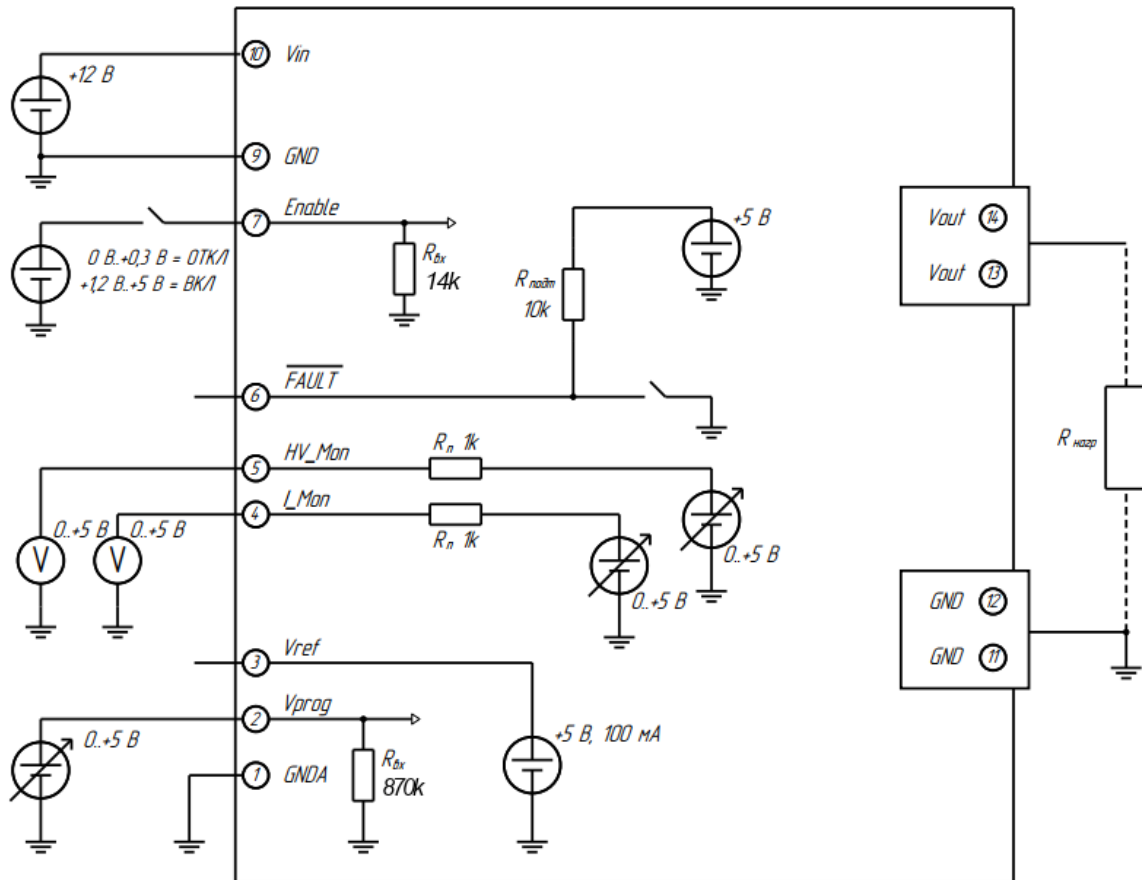 10 Vin
+12 В
9 GND
7 Enable
0 В..+0,3 В = ОТКЛ
+1,2 В..+5 В = ВКЛ
Rвх
14k
+5 В
Rподт
10k
Vout 14
Vout 13
6 FAULT
Rнагр
5 HV_Mon
Rп 1k
4 I_Mon
Rп 1k
0..+5 В
0..+5 В
V
V
0..+5 В
0..+5 В
GND 12
GND 11
3 Vref
2 Vprog
0..+5 В
+5 В, 100 мА
Rвх
870k
1 GNDA